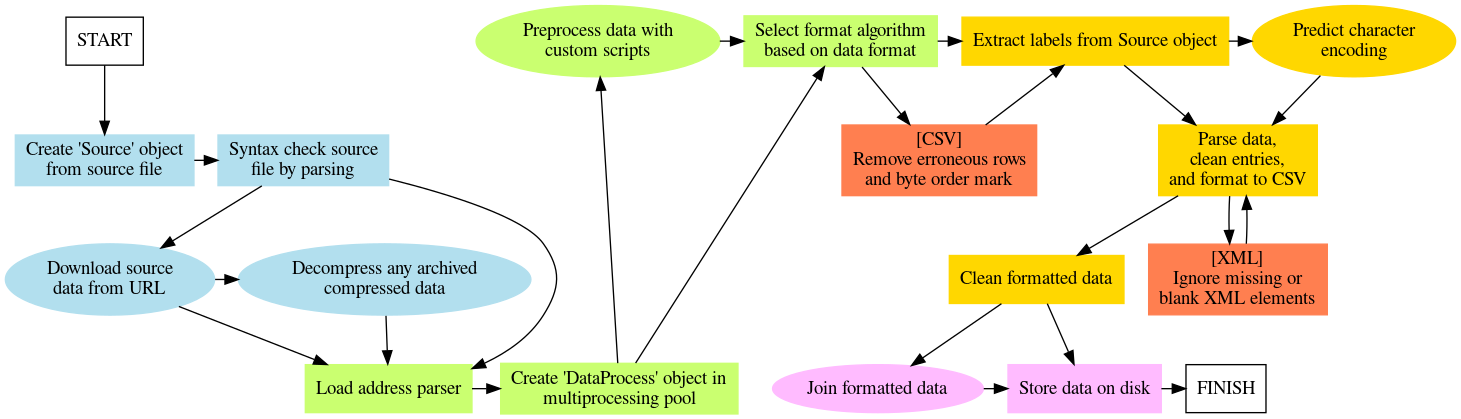 START
Create 'Source' object
from source file
Syntax check source
file by parsing
Download source
data from URL
Decompress any archived
compressed data
Load address parser
Create 'DataProcess' object in
multiprocessing pool
Preprocess data with
custom scripts
Select format algorithm
based on data format
[CSV]
Remove erroneous rows
and byte order mark
Extract labels from Source object
Predict character
encoding
Parse data,
clean entries,
and format to CSV
[XML]
Ignore missing or
blank XML elements
Clean formatted data
Join formatted data
Store data on disk
FINISH